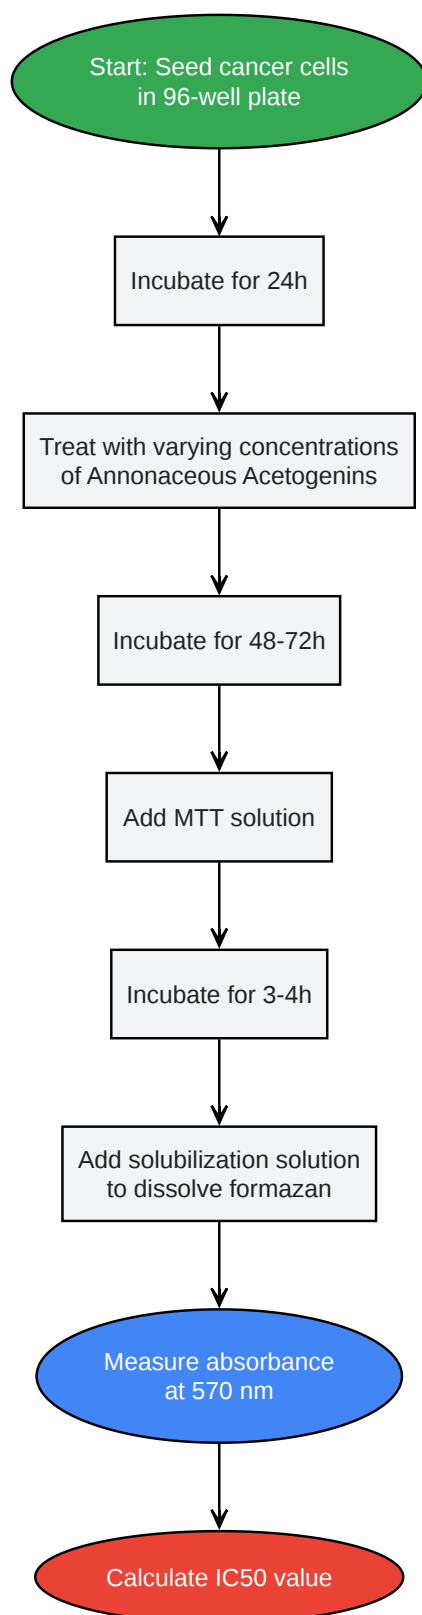 Start: Seed cancer cells
in 96-well plate
Incubate for 24h
Treat with varying concentrations
of Annonaceous Acetogenins
Incubate for 48-72h
Add MTT solution
Incubate for 3-4h
Add solubilization solution
to dissolve formazan
Measure absorbance
at 570 nm
Calculate IC50 value